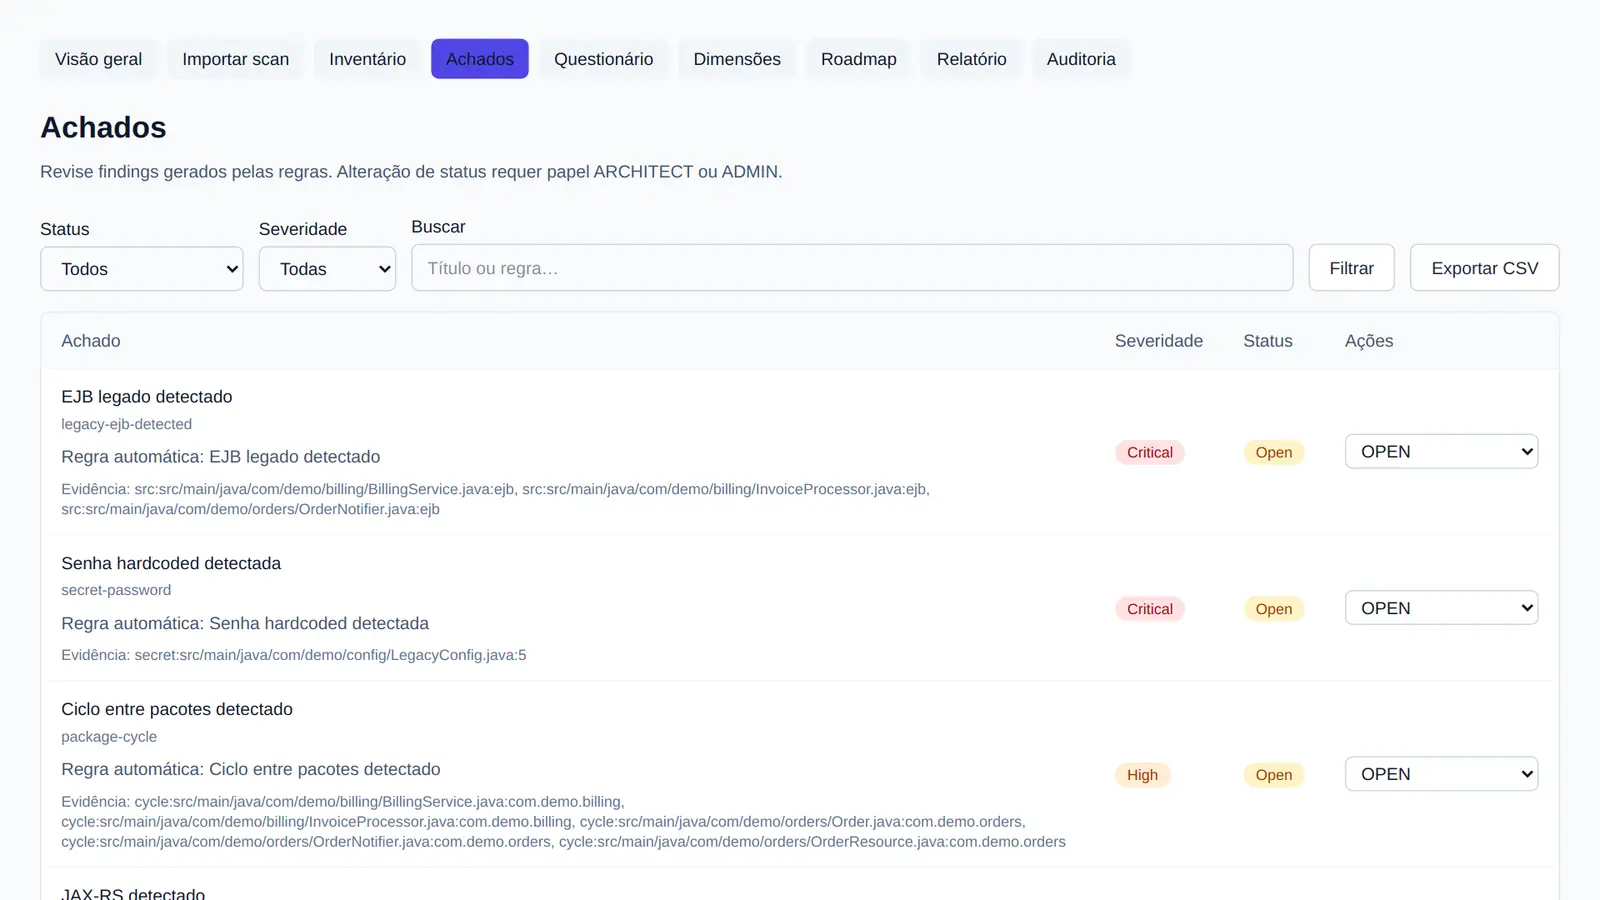 Visão geral
Importar scan
Inventário
Achados
Questionário
Dimensões
Roadmap
Relatório
Auditoria
Achados
Revise findings gerados pelas regras. Alteração de status requer papel ARCHITECT ou ADMIN.
Status
Severidade
Buscar
Todos
Todas
Título ou regra…
Filtrar
Exportar CSV
Achado
Severidade
Status
Ações
EJB legado detectado
legacy-ejb-detected
Regra automática: EJB legado detectado
Evidência: src:src/main/java/com/demo/billing/BillingService.java:ejb, src:src/main/java/com/demo/billing/InvoiceProcessor.java:ejb,
src:src/main/java/com/demo/orders/OrderNotifier.java:ejb
Critical
Open
OPEN
Senha hardcoded detectada
secret-password
Regra automática: Senha hardcoded detectada
Evidência: secret:src/main/java/com/demo/config/LegacyConfig.java:5
Critical
Open
OPEN
Ciclo entre pacotes detectado
package-cycle
Regra automática: Ciclo entre pacotes detectado
Evidência: cycle:src/main/java/com/demo/billing/BillingService.java:com.demo.billing,
cycle:src/main/java/com/demo/billing/InvoiceProcessor.java:com.demo.billing, cycle:src/main/java/com/demo/orders/Order.java:com.demo.orders,
cycle:src/main/java/com/demo/orders/OrderNotifier.java:com.demo.orders, cycle:src/main/java/com/demo/orders/OrderResource.java:com.demo.orders
High
Open
OPEN
JAX-RS detectado